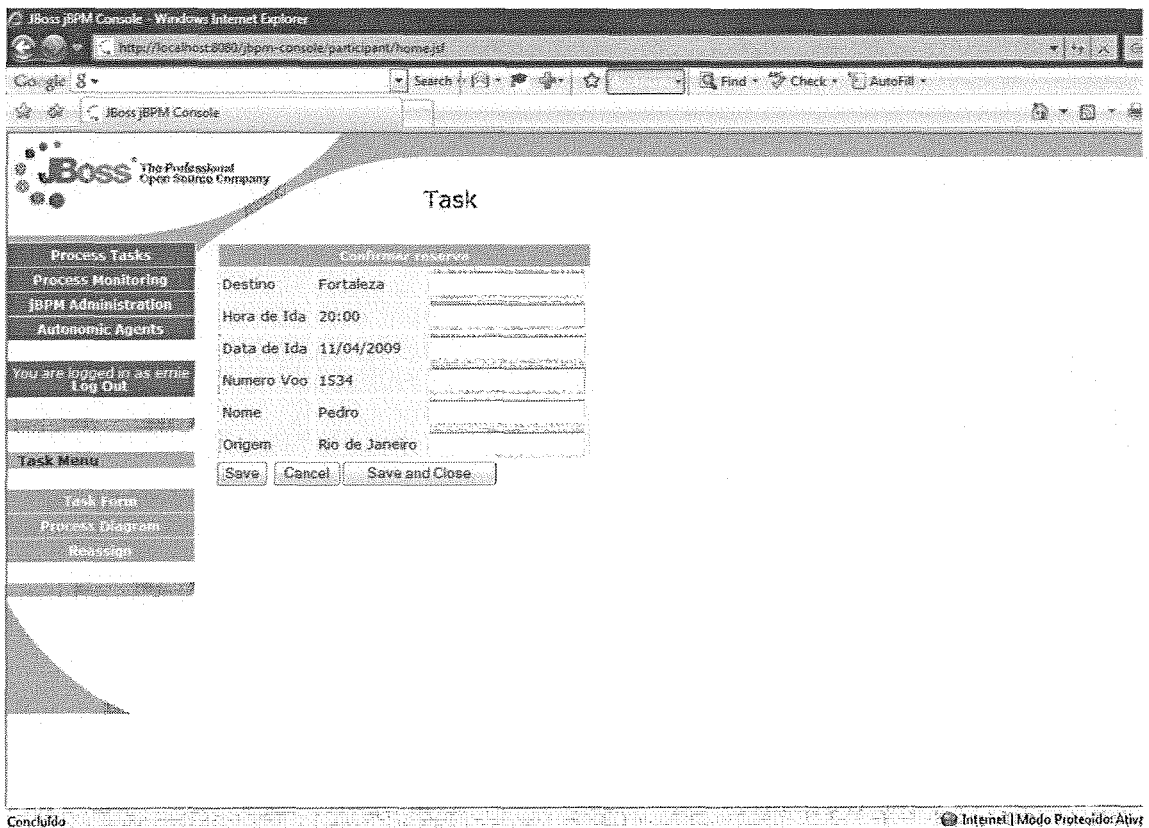 JBoss jBPM Console - Windows Internet Explorer
http://localhost:8080/jbpm-console/participant/home.jsf
Google
Search
Find
Check
AutoFill
JBoss jBPM Console
JBoss The Professional
Open Source Company
Task
Process Tasks
Process Monitoring
jBPM Administration
Autonomic Agents
You are logged in as ernie
Log Out
Task Menu
Task Form
Process Diagram
Reassign
Confirmar reserva
Destino Fortaleza
Hora de Ida 20:00
Data de Ida 11/04/2009
Numero Voo 1534
Nome Pedro
Origem Rio de Janeiro
Save Cancel Save and Close
Concluído
Internet | Modo Protegido: Ativ